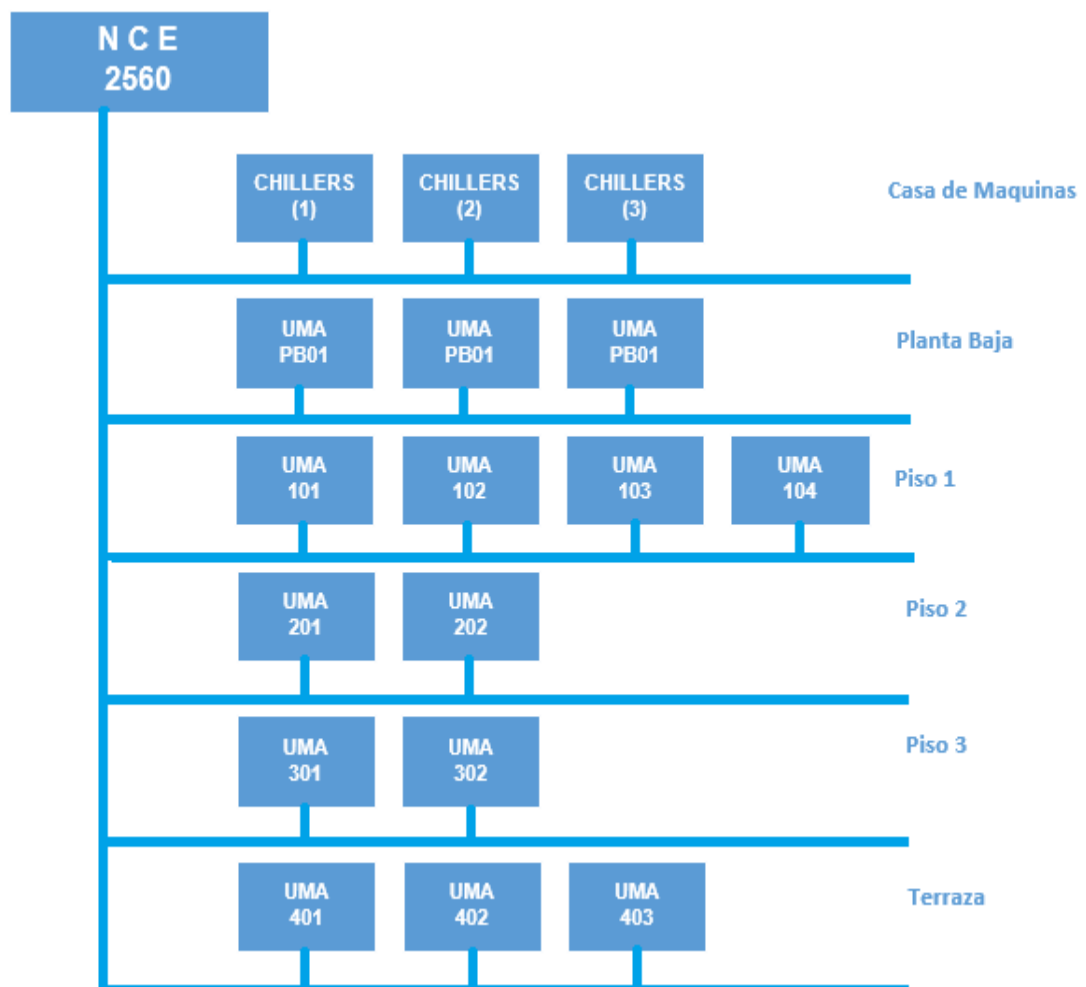 N C E
2560
CHILLERS
(1)
CHILLERS
(2)
CHILLERS
(3)
Casa de Maquinas
UMA
PB01
UMA
PB01
UMA
PB01
Planta Baja
UMA
101
UMA
102
UMA
103
UMA
104
Piso 1
UMA
201
UMA
202
Piso 2
UMA
301
UMA
302
Piso 3
UMA
401
UMA
402
UMA
403
Terraza